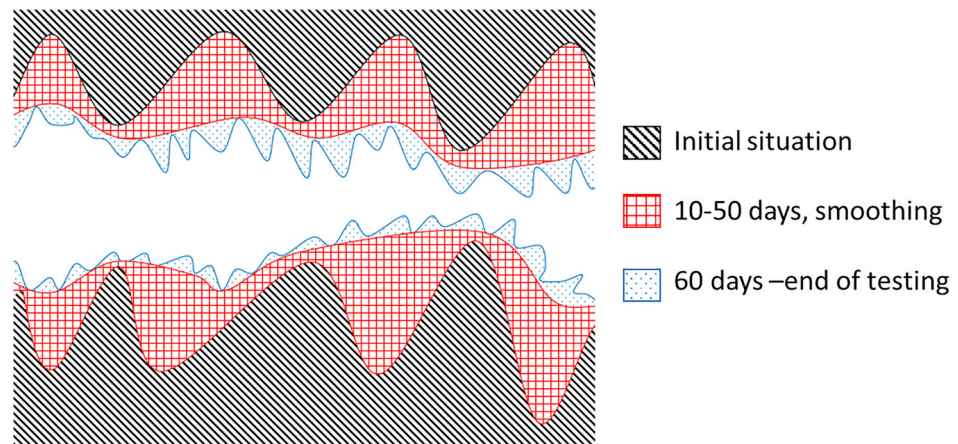 Initial situation
10-50 days, smoothing
60 days –end of testing